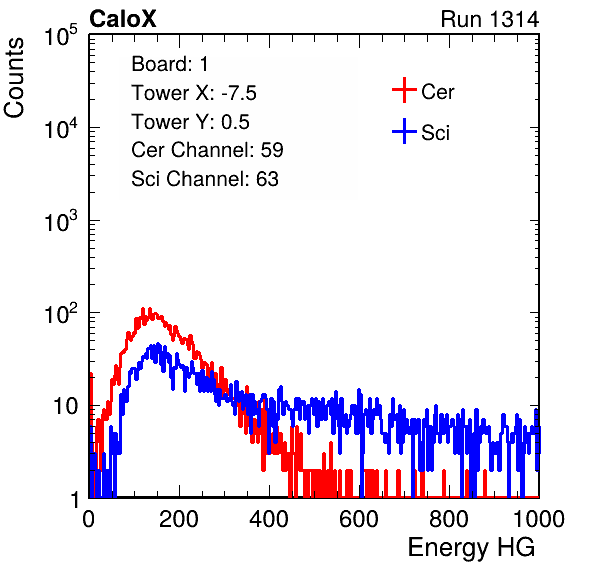 CaloX Run 1314
Counts
10^5
10^4
10^3
10^2
10
1
Board: 1
Tower X: -7.5
Tower Y: 0.5
Cer Channel: 59
Sci Channel: 63
Cer
Sci
0 200 400 600 800 1000
Energy HG